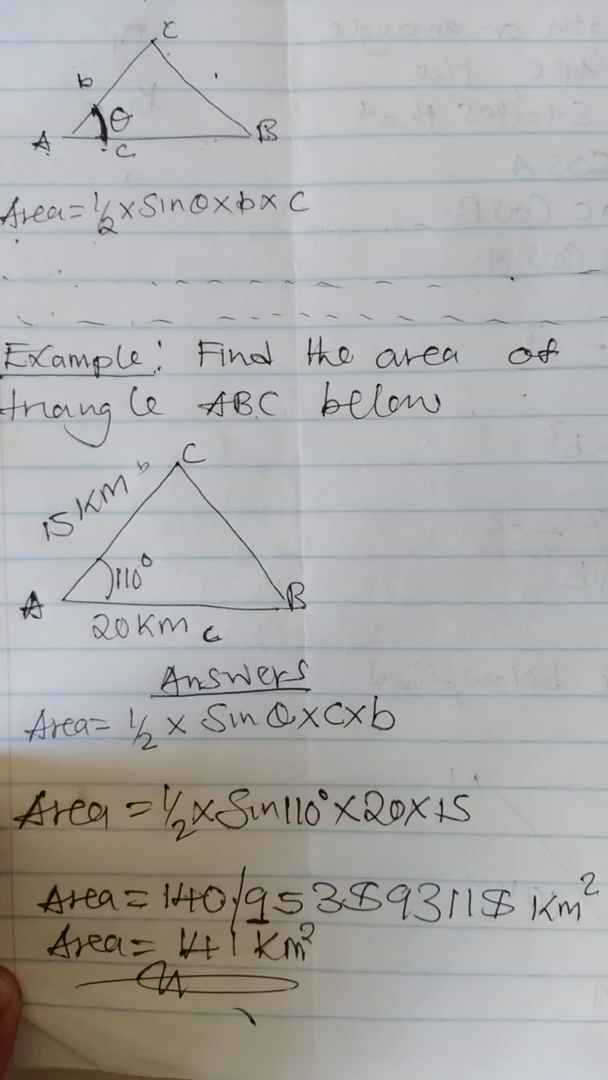 C
b
θ
A
c
B
Area = 1/2 × Sin θ × b × c
Example: Find the area of
triangle ABC below
C
15 KM b
110°
A
B
20 KM c
Answers
Area = 1/2 × Sin θ × c × b
Area = 1/2 × Sin 110° × 20 × 15
Area = 140/953893118 Km²
Area = 141 Km²